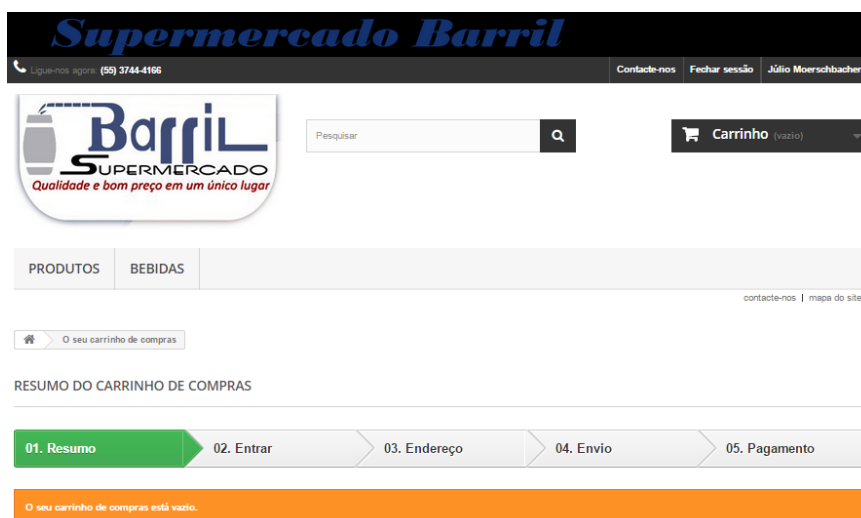 Supermercado Barril
Ligue-nos agora: (55) 3744-4166
Contacte-nos Fechar sessão Júlio Moerschbacher
Barril
SUPERMERCADO
Qualidade e bom preço em um único lugar
Pesquisar
Carrinho (vazio)
PRODUTOS BEBIDAS
contacte-nos | mapa do site
O seu carrinho de compras
RESUMO DO CARRINHO DE COMPRAS
01. Resumo 02. Entrar 03. Endereço 04. Envio 05. Pagamento
O seu carrinho de compras está vazio.